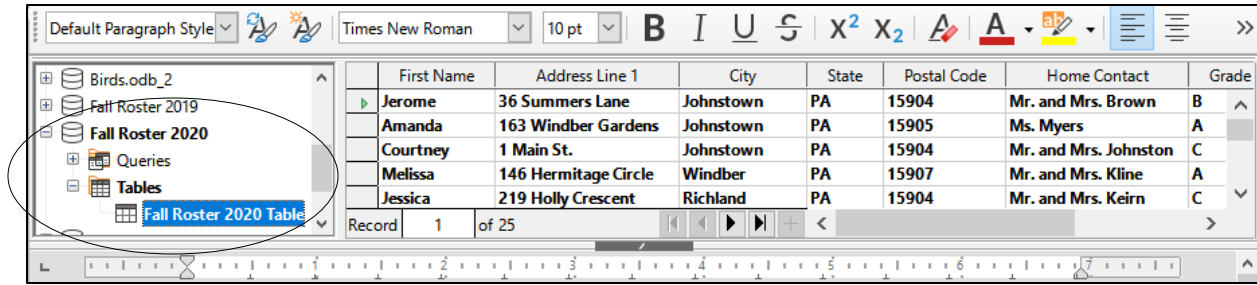 Default Paragraph Style Times New Roman 10 pt B I U S X² X₂ A A ab »
First Name Address Line 1 City State Postal Code Home Contact Grade
Birds.odb_2
Fall Roster 2019
Fall Roster 2020
Queries
Tables
Fall Roster 2020 Table
Jerome 36 Summers Lane Johnstown PA 15904 Mr. and Mrs. Brown B
Amanda 163 Windber Gardens Johnstown PA 15905 Ms. Myers A
Courtney 1 Main St. Johnstown PA 15904 Mr. and Mrs. Johnston C
Melissa 146 Hermitage Circle Windber PA 15907 Mr. and Mrs. Kline A
Jessica 219 Holly Crescent Richland PA 15904 Mr. and Mrs. Keirn C
Record 1 of 25
1 2 3 4 5 6 7